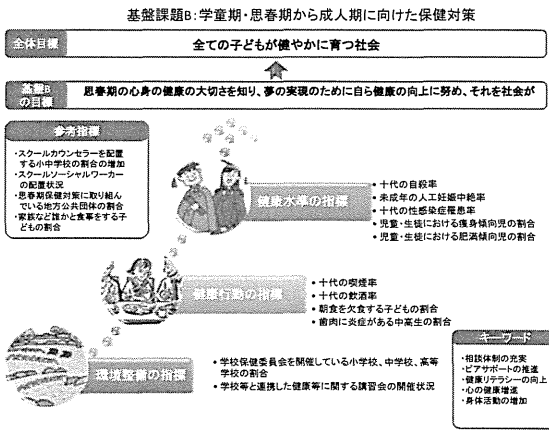 基盤課題B:学童期・思春期から成人期に向けた保健対策
全体目標
全ての子どもが健やかに育つ社会
基盤B
の目標
思春期の心身の健康の大切さを知り、夢の実現のために自ら健康の向上に努め、それを社会が
参考指標
・スクールカウンセラーを配置
する小中学校の割合の増加
・スクールソーシャルワーカー
の配置状況
・思春期保健対策に取り組ん
でいる地方公共団体の割合
・家族など誰かと食事をする子
どもの割合
健康水準の指標
• 十代の自殺率
• 未成年の人工妊娠中絶率
• 十代の性感染症罹患率
• 児童・生徒における痩身傾向児の割合
• 児童・生徒における肥満傾向児の割合
健康行動の指標
• 十代の喫煙率
• 十代の飲酒率
• 朝食を欠食する子どもの割合
• 歯肉に炎症がある中高生の割合
環境整備の指標
• 学校保健委員会を開催している小学校、中学校、高等
学校の割合
• 学校等と連携した健康等に関する講習会の開催状況
キーワード
・相談体制の充実
・ピアサポートの推進
・健康リテラシーの向上
・心の健康増進
・身体活動の増加